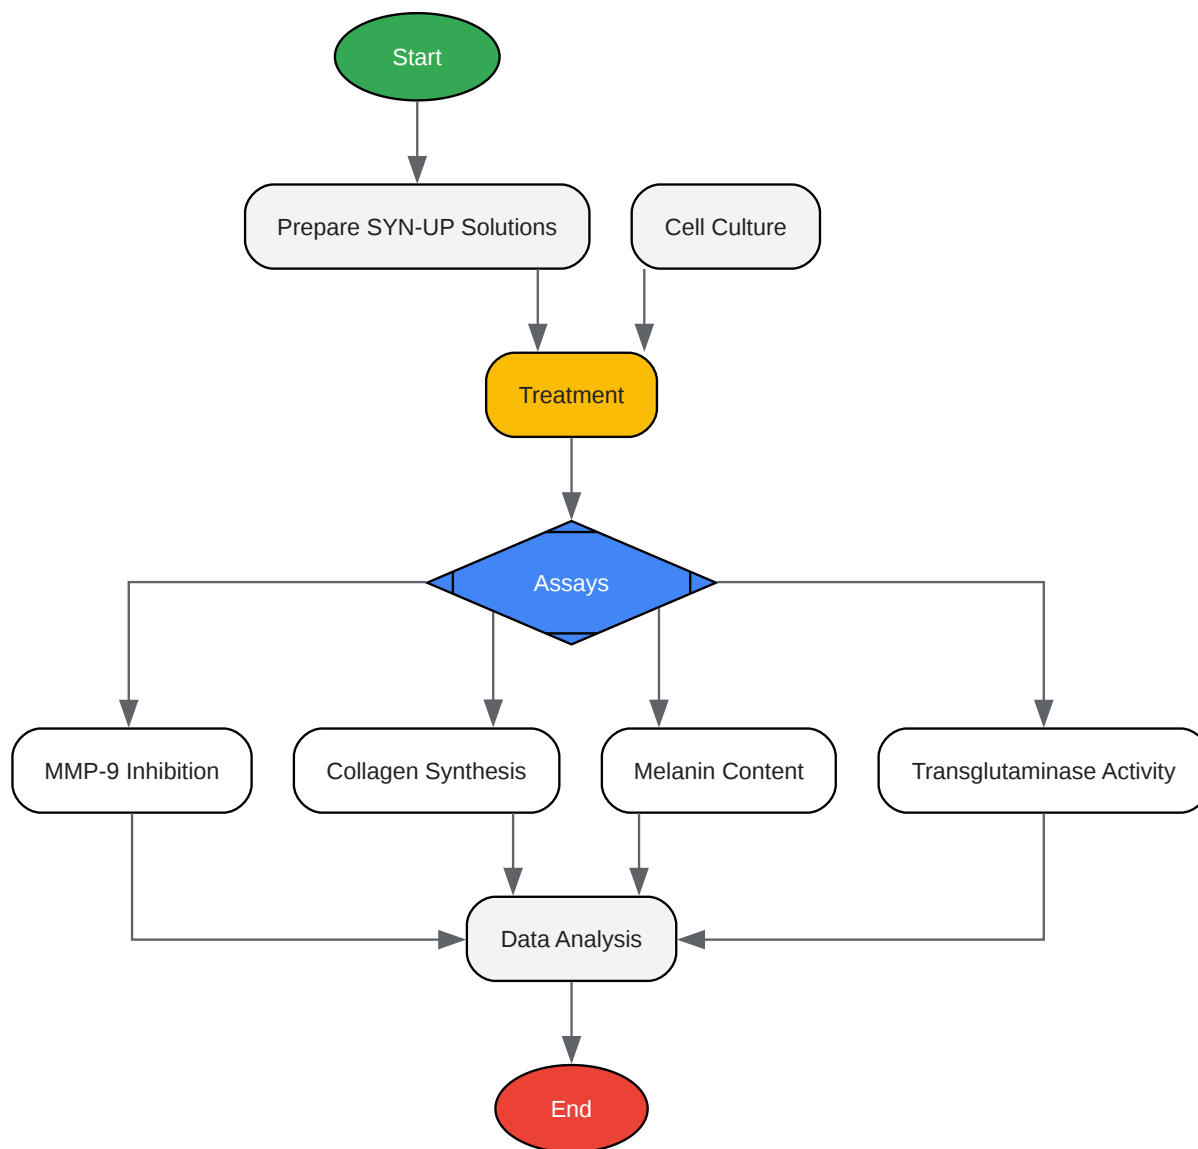 Start
Prepare SYN-UP Solutions
Cell Culture
Treatment
Assays
MMP-9 Inhibition
Collagen Synthesis
Melanin Content
Transglutaminase Activity
Data Analysis
End